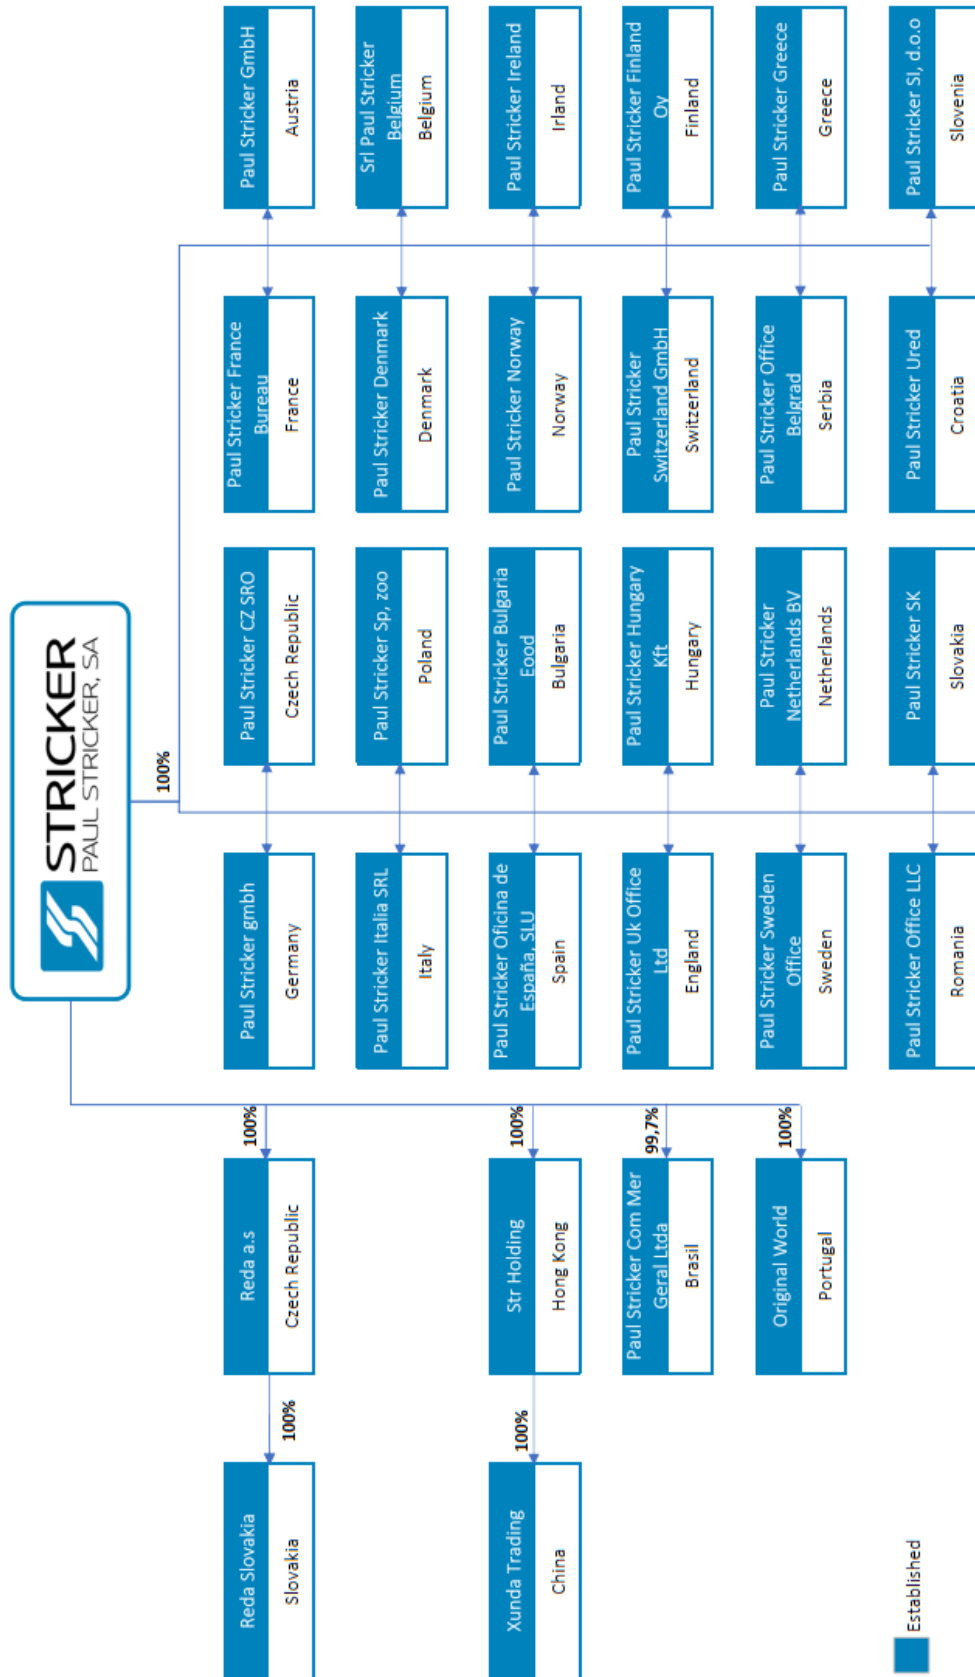 STRICKER
PAUL STRICKER, SA
100%
Reda Slovakia
Slovakia
100%
Reda a.s
Czech Republic
100%
Paul Stricker gmbh
Germany
Paul Stricker CZ SRO
Czech Republic
Paul Stricker France
Bureau
France
Paul Stricker GmbH
Austria
Paul Stricker Italia SRL
Italy
Paul Stricker Sp, zoo
Poland
Paul Stricker Denmark
Denmark
Srl Paul Stricker
Belgium
Belgium
Xunda Trading
China
100%
Str Holding
Hong Kong
100%
Paul Stricker Oficina de
España, SLU
Spain
Paul Stricker Bulgaria
Eood
Bulgaria
Paul Stricker Norway
Norway
Paul Stricker Ireland
Irland
Paul Stricker Com Mer
Geral Ltda
Brasil
99,7%
Paul Stricker Uk Office
Ltd
England
Paul Stricker Hungary
Kft
Hungary
Paul Stricker
Switzerland GmbH
Switzerland
Paul Stricker Finland
Oy
Finland
Original World
Portugal
100%
Paul Stricker Sweden
Office
Sweden
Paul Stricker
Netherlands BV
Netherlands
Paul Stricker Office
Belgrad
Serbia
Paul Stricker Greece
Greece
Paul Stricker Office LLC
Romania
Paul Stricker SK
Slovakia
Paul Stricker Ured
Croatia
Paul Stricker SI, d.o.o
Slovenia
Established